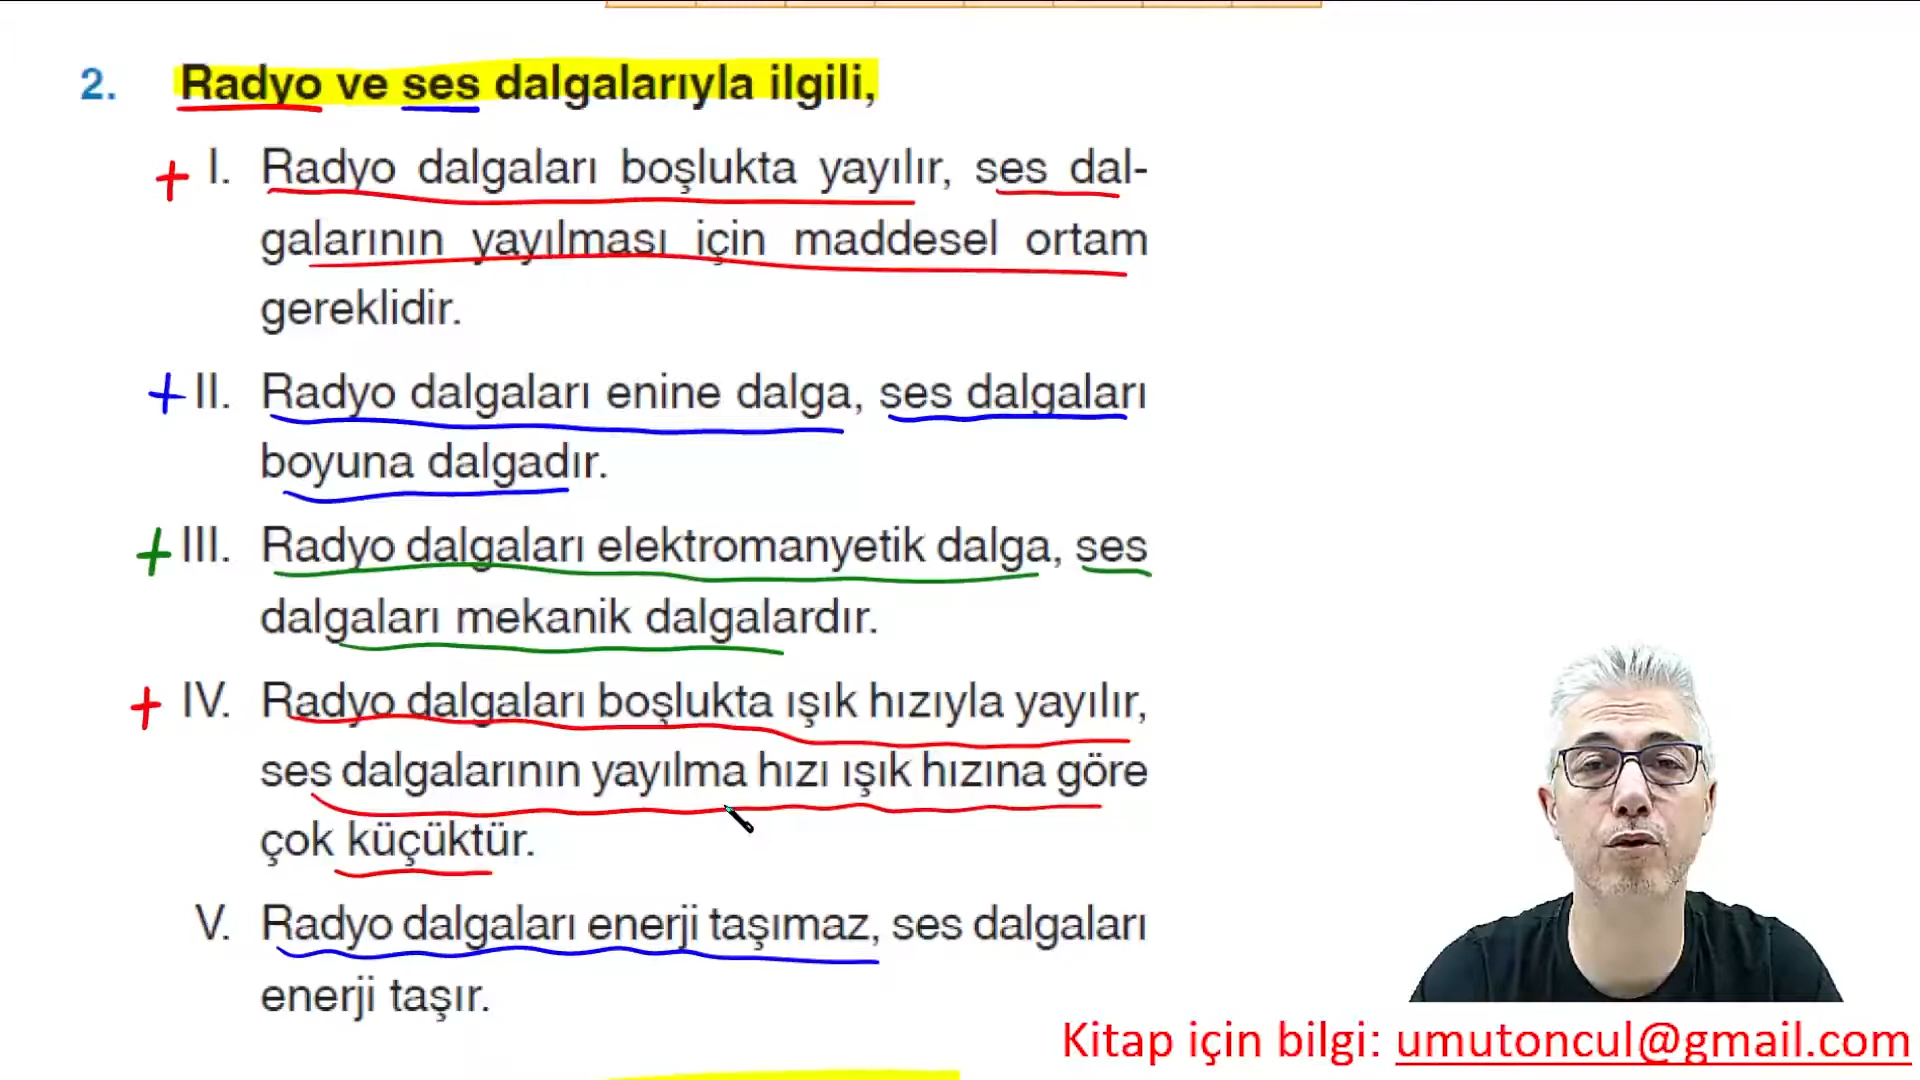 2. Radyo ve ses dalgalarıyla ilgili,
+ I. Radyo dalgaları boşlukta yayılır, ses dal-
galarının yayılması için maddesel ortam
gereklidir.
+ II. Radyo dalgaları enine dalga, ses dalgaları
boyuna dalgadır.
+ III. Radyo dalgaları elektromanyetik dalga, ses
dalgaları mekanik dalgalardır.
+ IV. Radyo dalgaları boşlukta ışık hızıyla yayılır,
ses dalgalarının yayılma hızı ışık hızına göre
çok küçüktür.
V. Radyo dalgaları enerji taşımaz, ses dalgaları
enerji taşır.
Kitap için bilgi: umutoncul@gmail.com